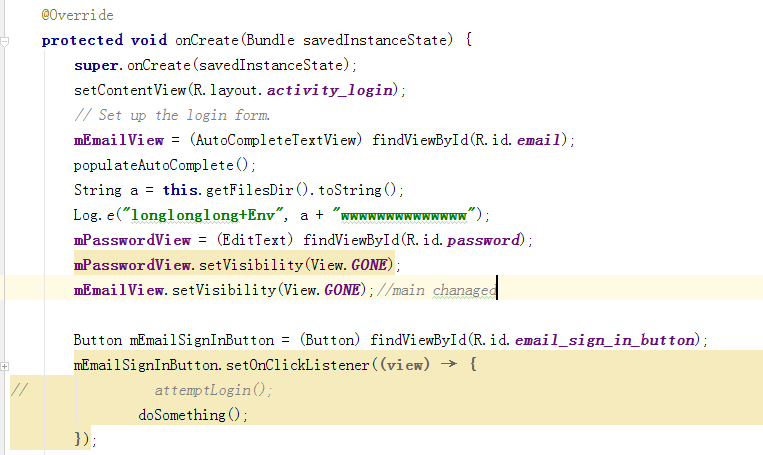 @Override
protected void onCreate(Bundle savedInstanceState) {
super.onCreate(savedInstanceState);
setContentView(R.layout.activity_login);
// Set up the login form.
mEmailView = (AutoCompleteTextView) findViewById(R.id.email);
populateAutoComplete();
String a = this.getFilesDir().toString();
Log.e("longlonglong+Env", a + "wwwwwwwwwwwwww");
mPasswordView = (EditText) findViewById(R.id.password);
mPasswordView.setVisibility(View.GONE);
mEmailView.setVisibility(View.GONE);//main chanaged
Button mEmailSignInButton = (Button) findViewById(R.id.email_sign_in_button);
mEmailSignInButton.setOnClickListener((view) → {
// attemptLogin();
doSomething();
});